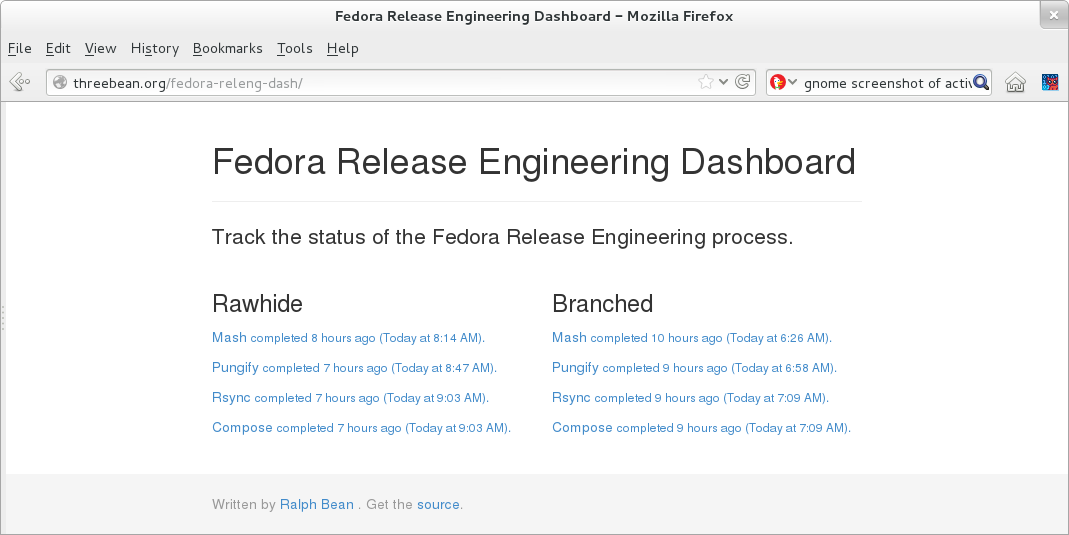 Fedora Release Engineering Dashboard – Mozilla Firefox
File Edit View History Bookmarks Tools Help
threebean.org/fedora-releng-dash/ gnome screenshot of activ
Fedora Release Engineering Dashboard
Track the status of the Fedora Release Engineering process.
Rawhide
Mash completed 8 hours ago (Today at 8:14 AM).
Pungify completed 7 hours ago (Today at 8:47 AM).
Rsync completed 7 hours ago (Today at 9:03 AM).
Compose completed 7 hours ago (Today at 9:03 AM).
Branched
Mash completed 10 hours ago (Today at 6:26 AM).
Pungify completed 9 hours ago (Today at 6:58 AM).
Rsync completed 9 hours ago (Today at 7:09 AM).
Compose completed 9 hours ago (Today at 7:09 AM).
Written by Ralph Bean . Get the source.